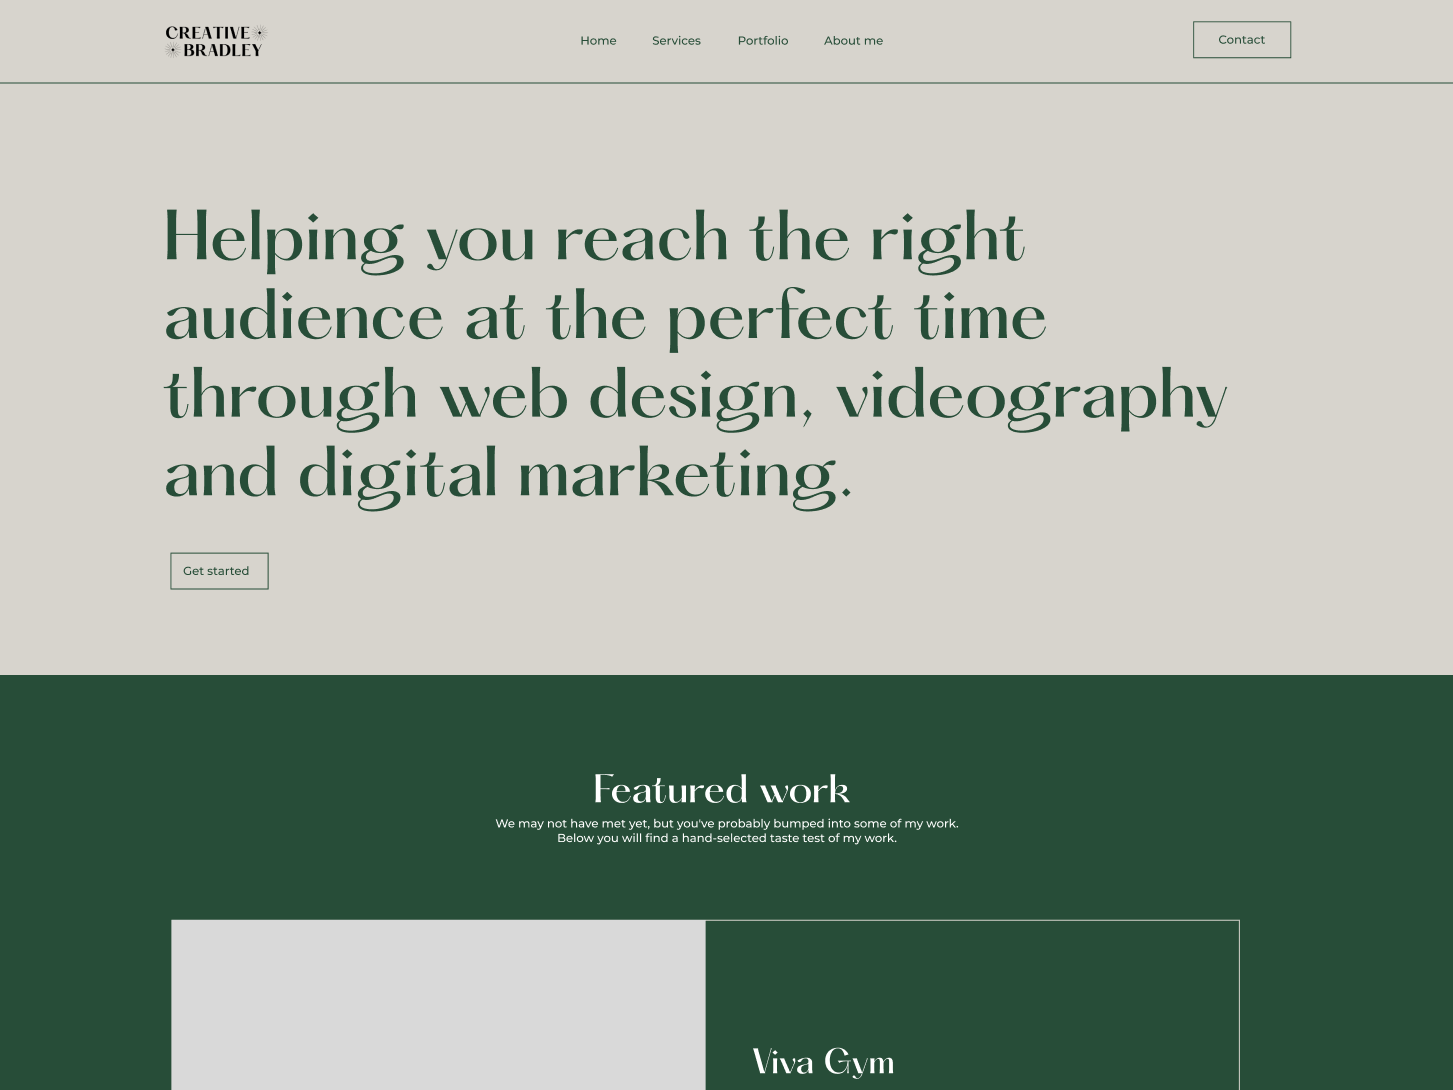 CREATIVE
BRADLEY
Home Services Portfolio About me
Contact
Helping you reach the right
audience at the perfect time
through web design, videography
and digital marketing.
Get started
Featured work
We may not have met yet, but you've probably bumped into some of my work.
Below you will find a hand-selected taste test of my work.
Viva Gym